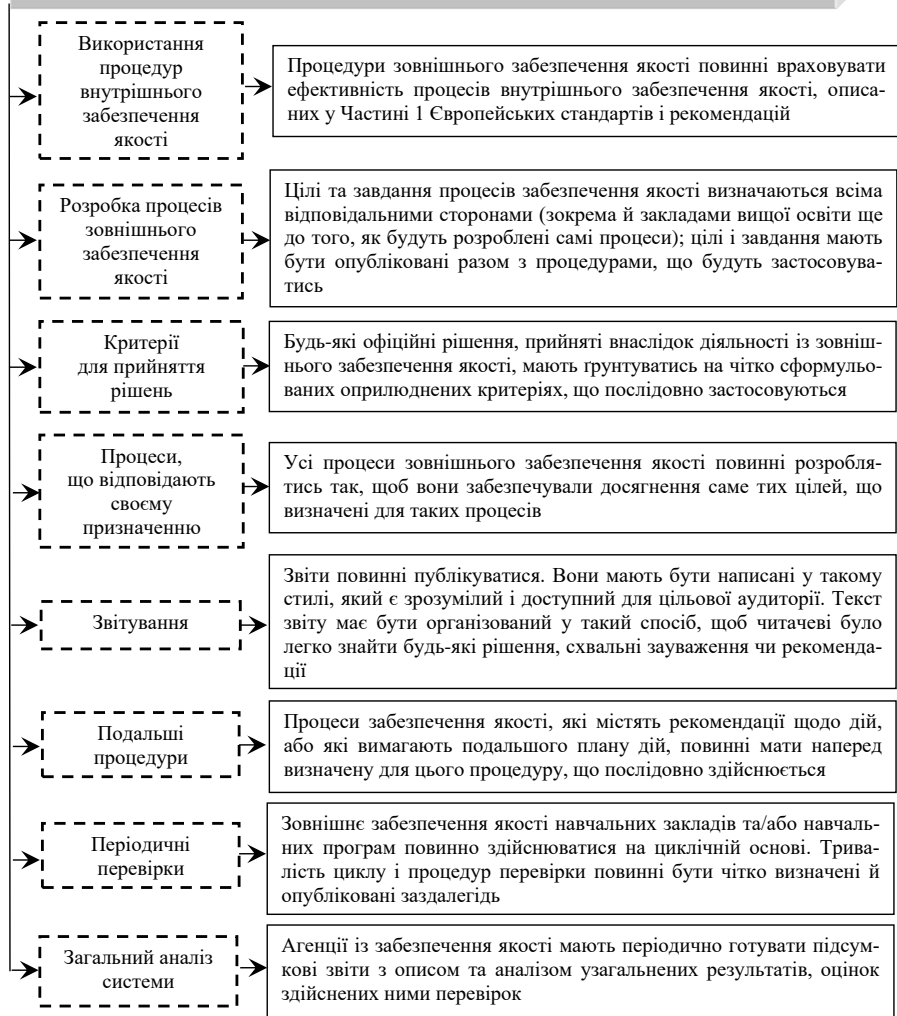 Використання
процедур
внутрішнього
забезпечення
якості
Процедури зовнішнього забезпечення якості повинні враховувати
ефективність процесів внутрішнього забезпечення якості, описа-
них у Частині 1 Європейських стандартів і рекомендацій
Розробка процесів
зовнішнього
забезпечення
якості
Цілі та завдання процесів забезпечення якості визначаються всіма
відповідальними сторонами (зокрема й закладами вищої освіти ще
до того, як будуть розроблені самі процеси); цілі і завдання мають
бути опубліковані разом з процедурами, що будуть застосовува-
тись
Критерії
для прийняття
рішень
Будь-які офіційні рішення, прийняті внаслідок діяльності із зовніш-
нього забезпечення якості, мають ґрунтуватись на чітко сформульо-
ваних оприлюднених критеріях, що послідовно застосовуються
Процеси,
що відповідають
своєму
призначенню
Усі процеси зовнішнього забезпечення якості повинні розробля-
тись так, щоб вони забезпечували досягнення саме тих цілей, що
визначені для таких процесів
Звітування
Звіти повинні публікуватися. Вони мають бути написані у такому
стилі, який є зрозумілий і доступний для цільової аудиторії. Текст
звіту має бути організований у такий спосіб, щоб читачеві було
легко знайти будь-які рішення, схвальні зауваження чи рекоменда-
ції
Подальші
процедури
Процеси забезпечення якості, які містять рекомендації щодо дій,
або які вимагають подальшого плану дій, повинні мати наперед
визначену для цього процедуру, що послідовно здійснюється
Періодичні
перевірки
Зовнішнє забезпечення якості навчальних закладів та/або навчаль-
них програм повинно здійснюватися на циклічній основі. Трива-
лість циклу і процедур перевірки повинні бути чітко визначені й
опубліковані заздалегідь
Загальний аналіз
системи
Агенції із забезпечення якості мають періодично готувати підсум-
кові звіти з описом та аналізом узагальнених результатів, оцінок
здійснених ними перевірок